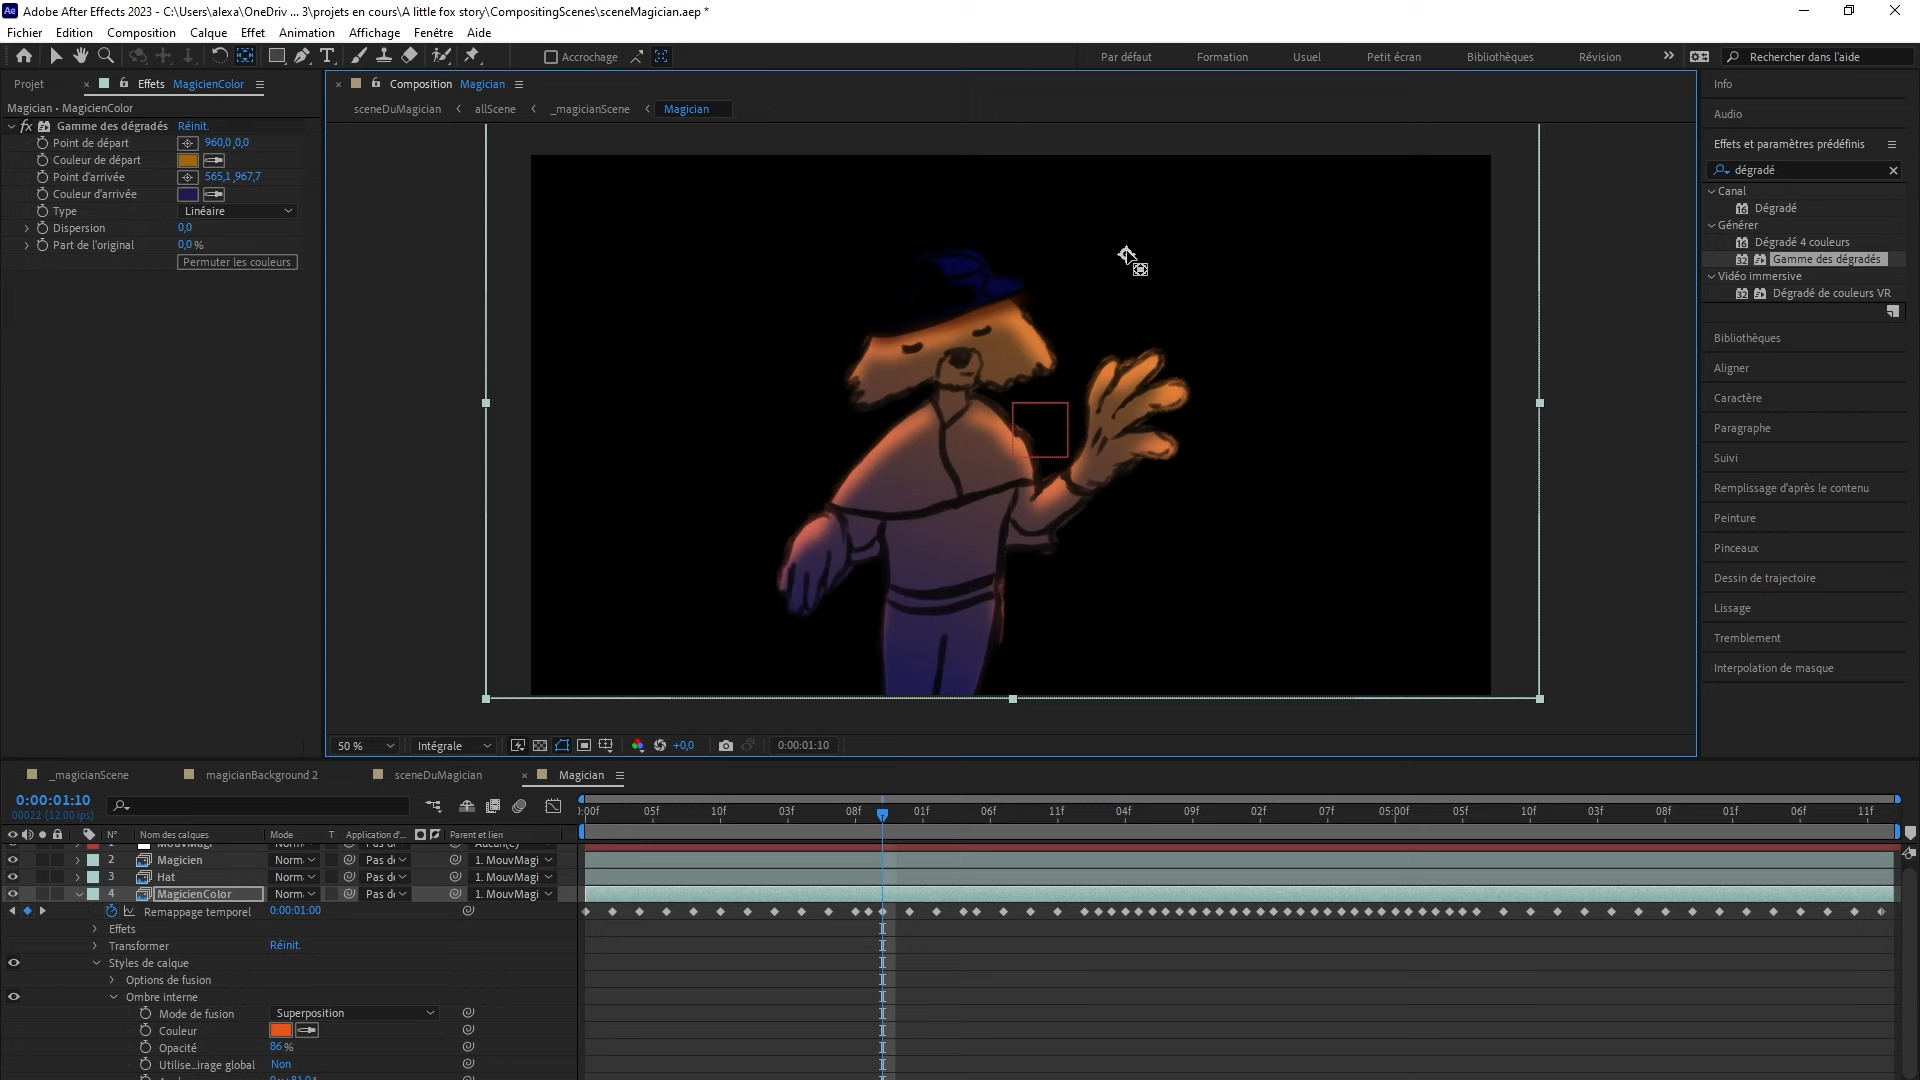 Adobe After Effects 2023 - C:\Users\alexa\OneDriv ... 3\projets en cours\A little fox story\CompositingScenes\sceneMagician.aep *
Fichier Edition Composition Calque Effet Animation Affichage Fenêtre Aide
Accrochage Par défaut Formation Usuel Petit écran Bibliothèques Révision Rechercher dans l'aide
Projet Effets MagicienColor
Magician • MagicienColor
Gamme des dégradés Réinit.
Point de départ 960,0,0,0
Couleur de départ
Point d'arrivée 565,1,967,7
Couleur d'arrivée
Type Linéaire
Dispersion 0,0
Part de l'original 0,0 %
Permuter les couleurs
Composition Magician
sceneDuMagician allScene _magicianScene Magician
50 % Intégrale +0,0 0:00:01:10
Info
Audio
Effets et paramètres prédéfinis
dégradé
Canal
Dégradé
Générer
Dégradé 4 couleurs
Gamme des dégradés
Vidéo immersive
Dégradé de couleurs VR
Bibliothèques
Aligner
Caractère
Paragraphe
Suivi
Remplissage d'après le contenu
Peinture
Pinceaux
Dessin de trajectoire
Lissage
Tremblement
Interpolation de masque
_magicianScene magicianBackground 2 sceneDuMagician Magician
0:00:01:10
00022 (12.00 ips)
):00f 05f 10f 03f 08f 01f 06f 11f 04f 09f 02f 07f 05:00f 05f 10f 03f 08f 01f 06f 11f
N° Nom des calques Mode T Application d'... Parent et lien
2 Magicien Norm Pas d 1. MouvMagi
3 Hat Norm Pas d 1. MouvMagi
4 MagicienColor Norm Pas d 1. MouvMagi
Remappage temporel 0:00:01:00
Effets
Transformer Réinit.
Styles de calque
Options de fusion
Ombre interne
Mode de fusion Superposition
Couleur
Opacité 86 %
Utilise...irage global Non